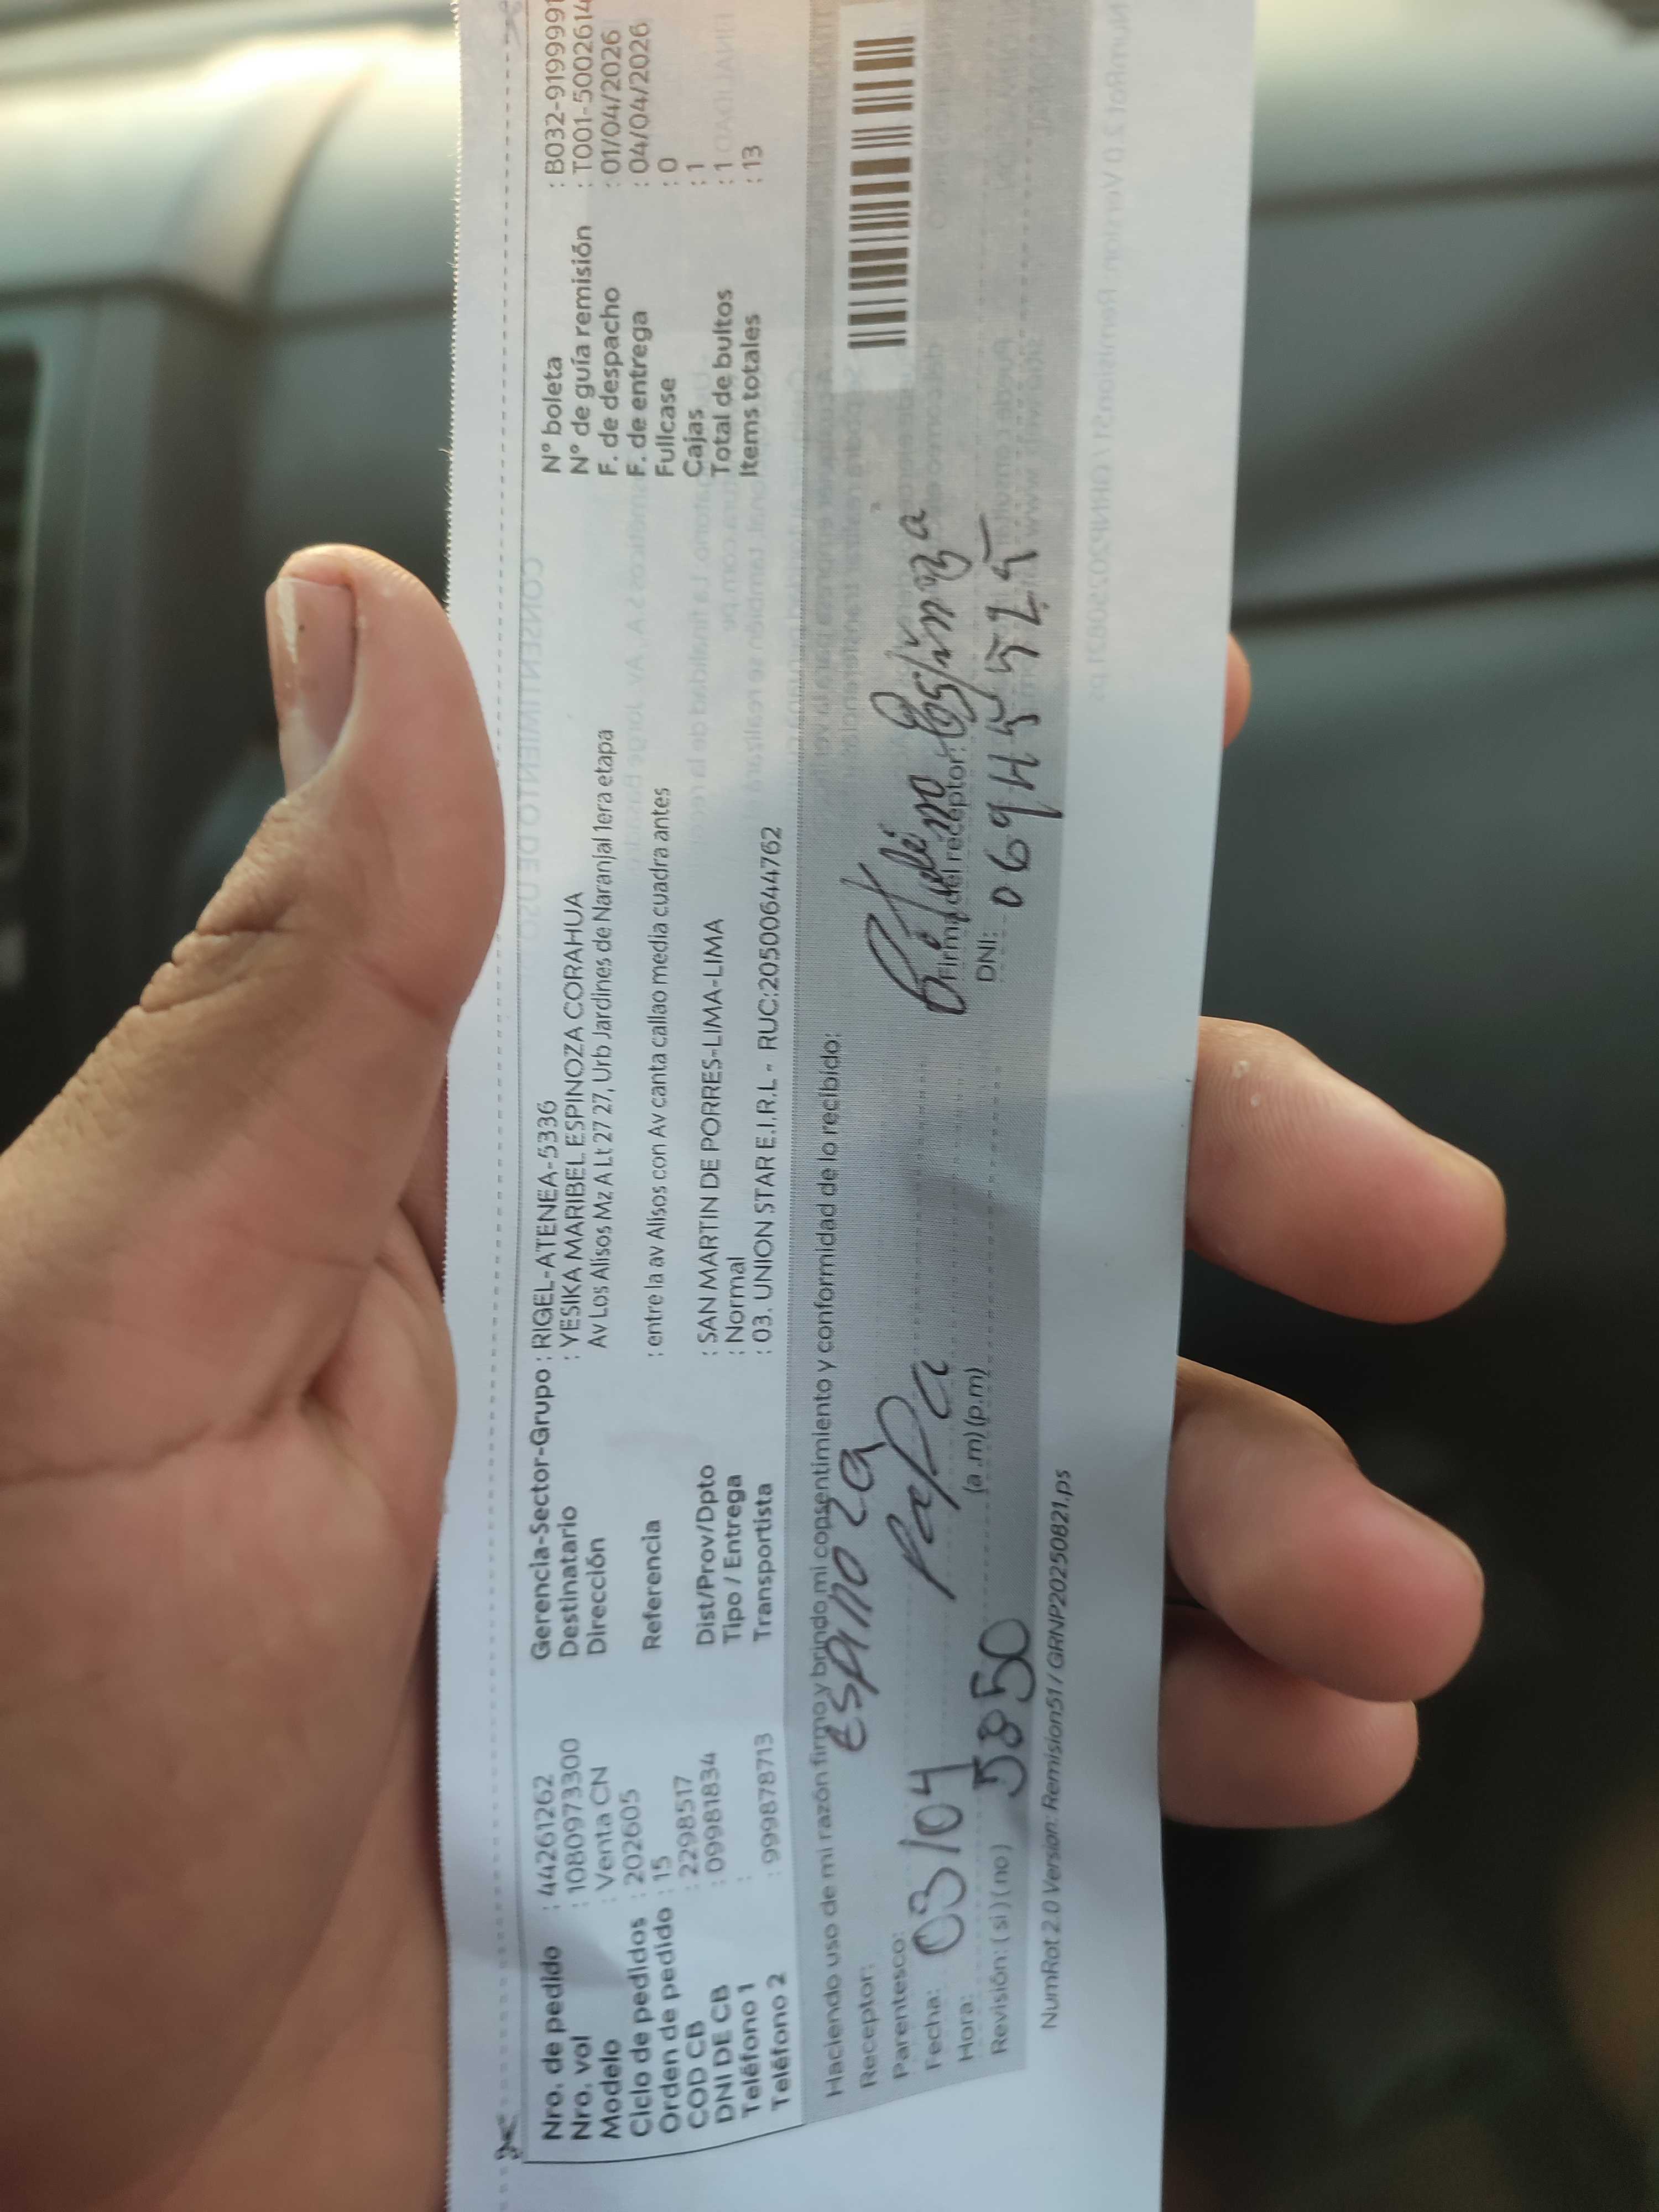 Nro. de pedido : 44261262
Nro. vol : 1080973300
Modelo : Venta CN
Ciclo de pedidos : 202605
Orden de pedido : 15
COD CB : 2298517
DNI DE CB : 09981834
Teléfono 1 :
Teléfono 2 : 999878713
Gerencia-Sector-Grupo : RIGEL-ATENEA-5336
Destinatario : YESIKA MARIBEL ESPINOZA CORAHUA
Dirección Av Los Alisos Mz A Lt 27 27, Urb Jardines de Naranjal 1era etapa
Referencia : entre la av Alisos con Av canta callao media cuadra antes
Dist/Prov/Dpto : SAN MARTIN DE PORRES-LIMA-LIMA
Tipo / Entrega : Normal
Transportista : 03. UNION STAR E.I.R.L - RUC:20500644762
N° boleta : B032-9199991
N° de guía remisión : T001-5002614
F. de despacho : 01/04/2026
F. de entrega : 04/04/2026
Fullcase : 0
Cajas : 1
Total de bultos : 1
Items totales : 13
Haciendo uso de mi razón firmo y brindo mi consentimiento y conformidad de lo recibido:
Receptor: espinoza
Parentesco: papa
Fecha: 03/04
Hora: 5850 (a.m) (p.m)
Revisión: (si) (no)
Espinoza
Firma del receptor:
DNI:
NumRot 2.0 Version: Remision51 / GRNP20250821.ps